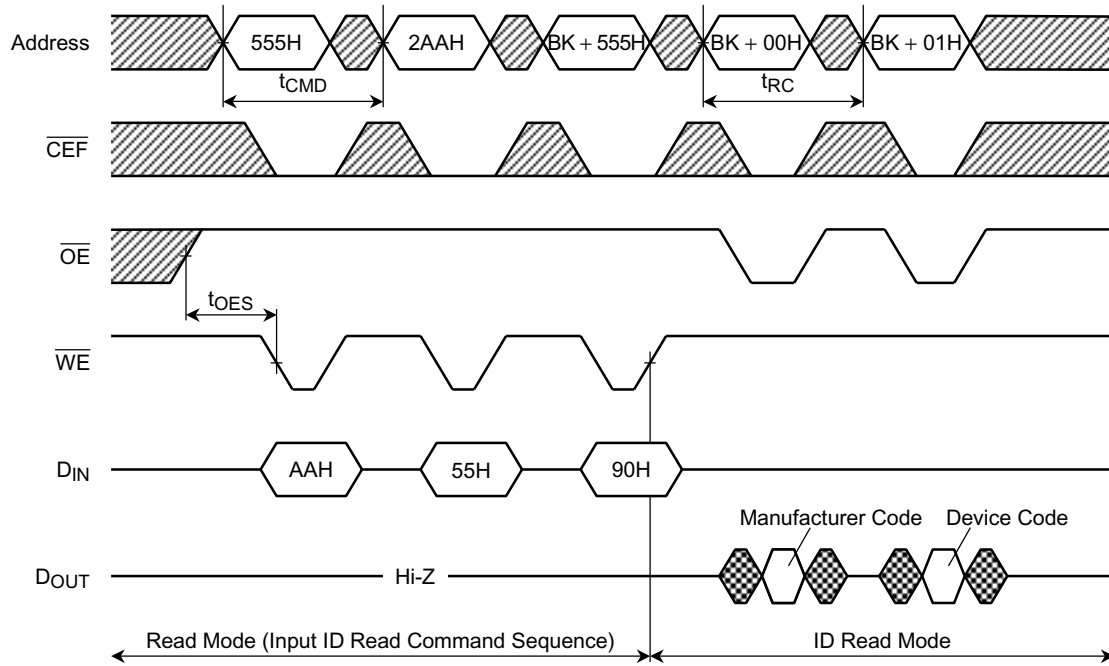 Address 555H 2AAH BK + 555H BK + 00H BK + 01H
tCMD tRC
CEF
OE
tOES
WE
DIN AAH 55H 90H
Manufacturer Code Device Code
DOUT Hi-Z
Read Mode (Input ID Read Command Sequence) ID Read Mode